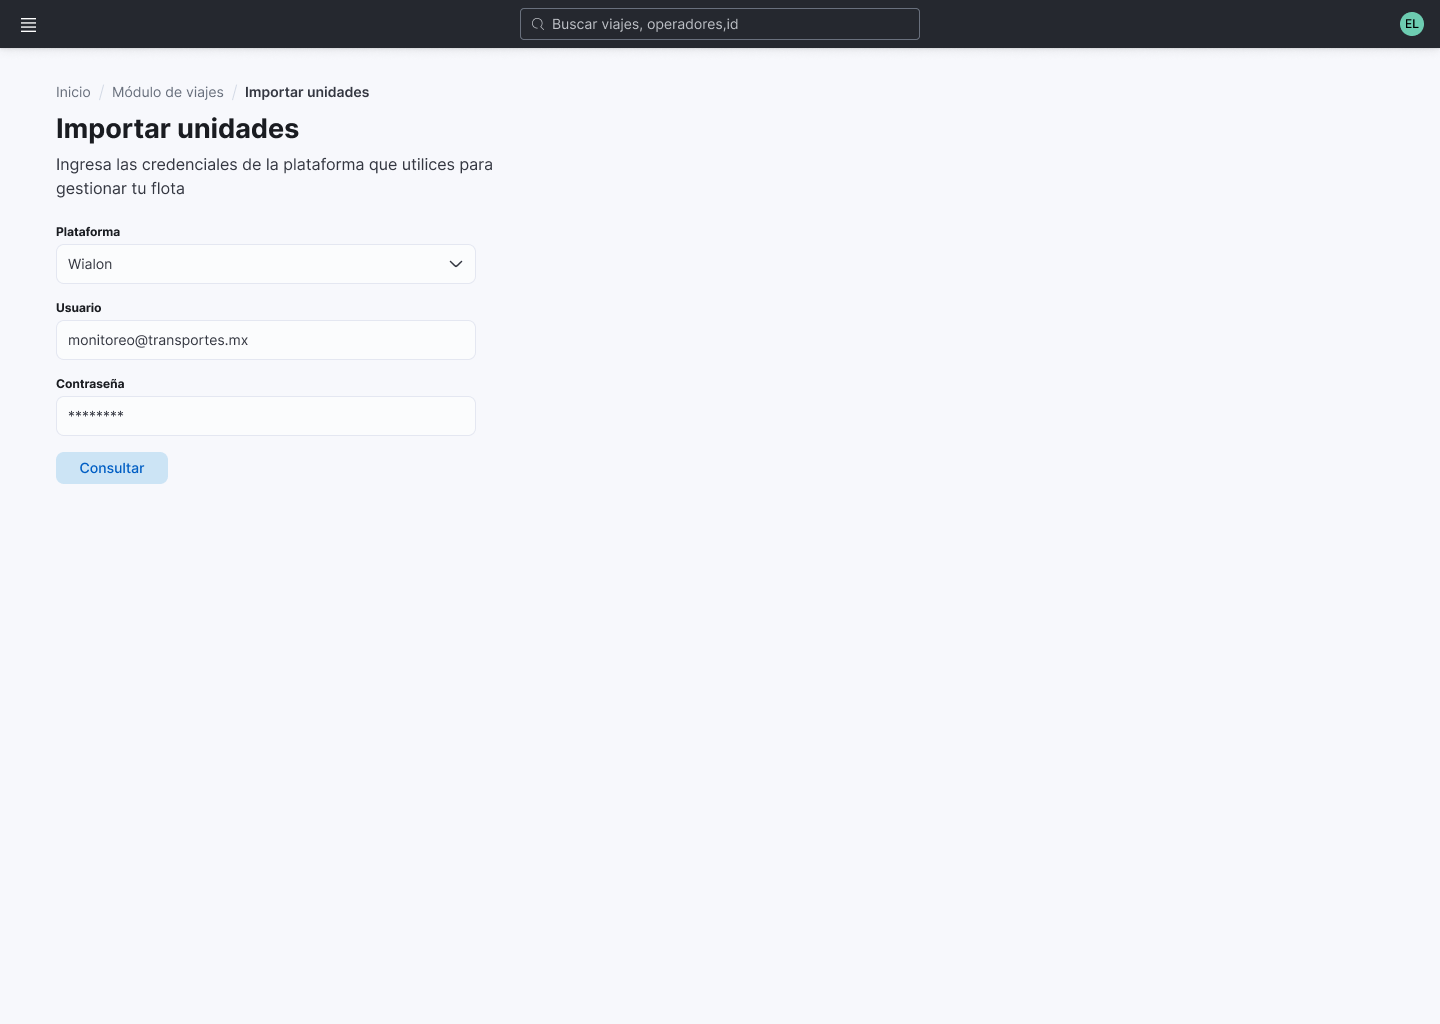 Buscar viajes, operadores,id
EL
Inicio / Módulo de viajes / Importar unidades
Importar unidades
Ingresa las credenciales de la plataforma que utilices para
gestionar tu flota
Plataforma
Wialon
Usuario
monitoreo@transportes.mx
Contraseña
********
Consultar